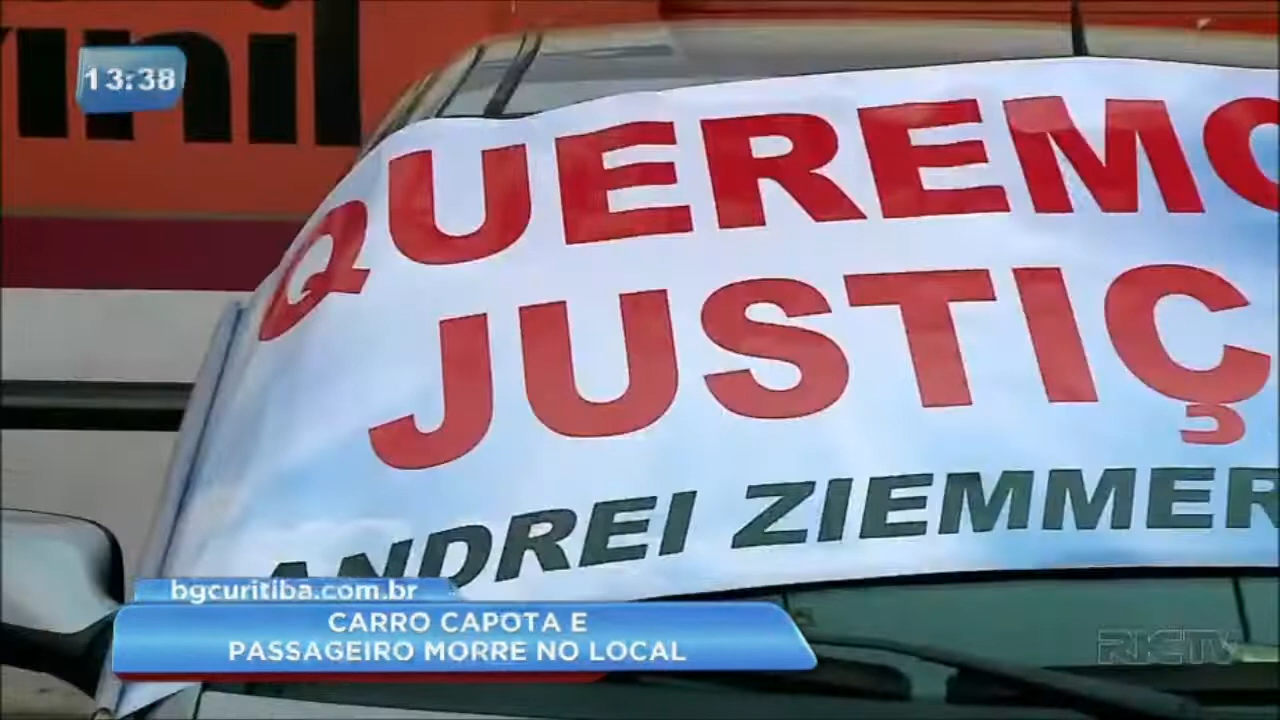 13:38
QUEREMO
JUSTIÇ
ANDREI ZIEMMER
bgcuritiba.com.br
CARRO CAPOTA E
PASSAGEIRO MORRE NO LOCAL
RICTV